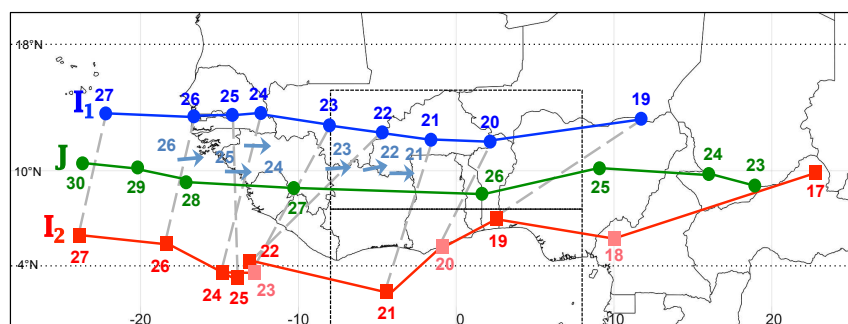 18°N
I1 27 26 25 24 23 22 21 20 19
26 25 24 23 22 21
10°N
J 30 29 28 27 26 25 24 23
I2 27 26 24 25 22 23 21 20 19 18 17
4°N
-20 -10 0 10 20